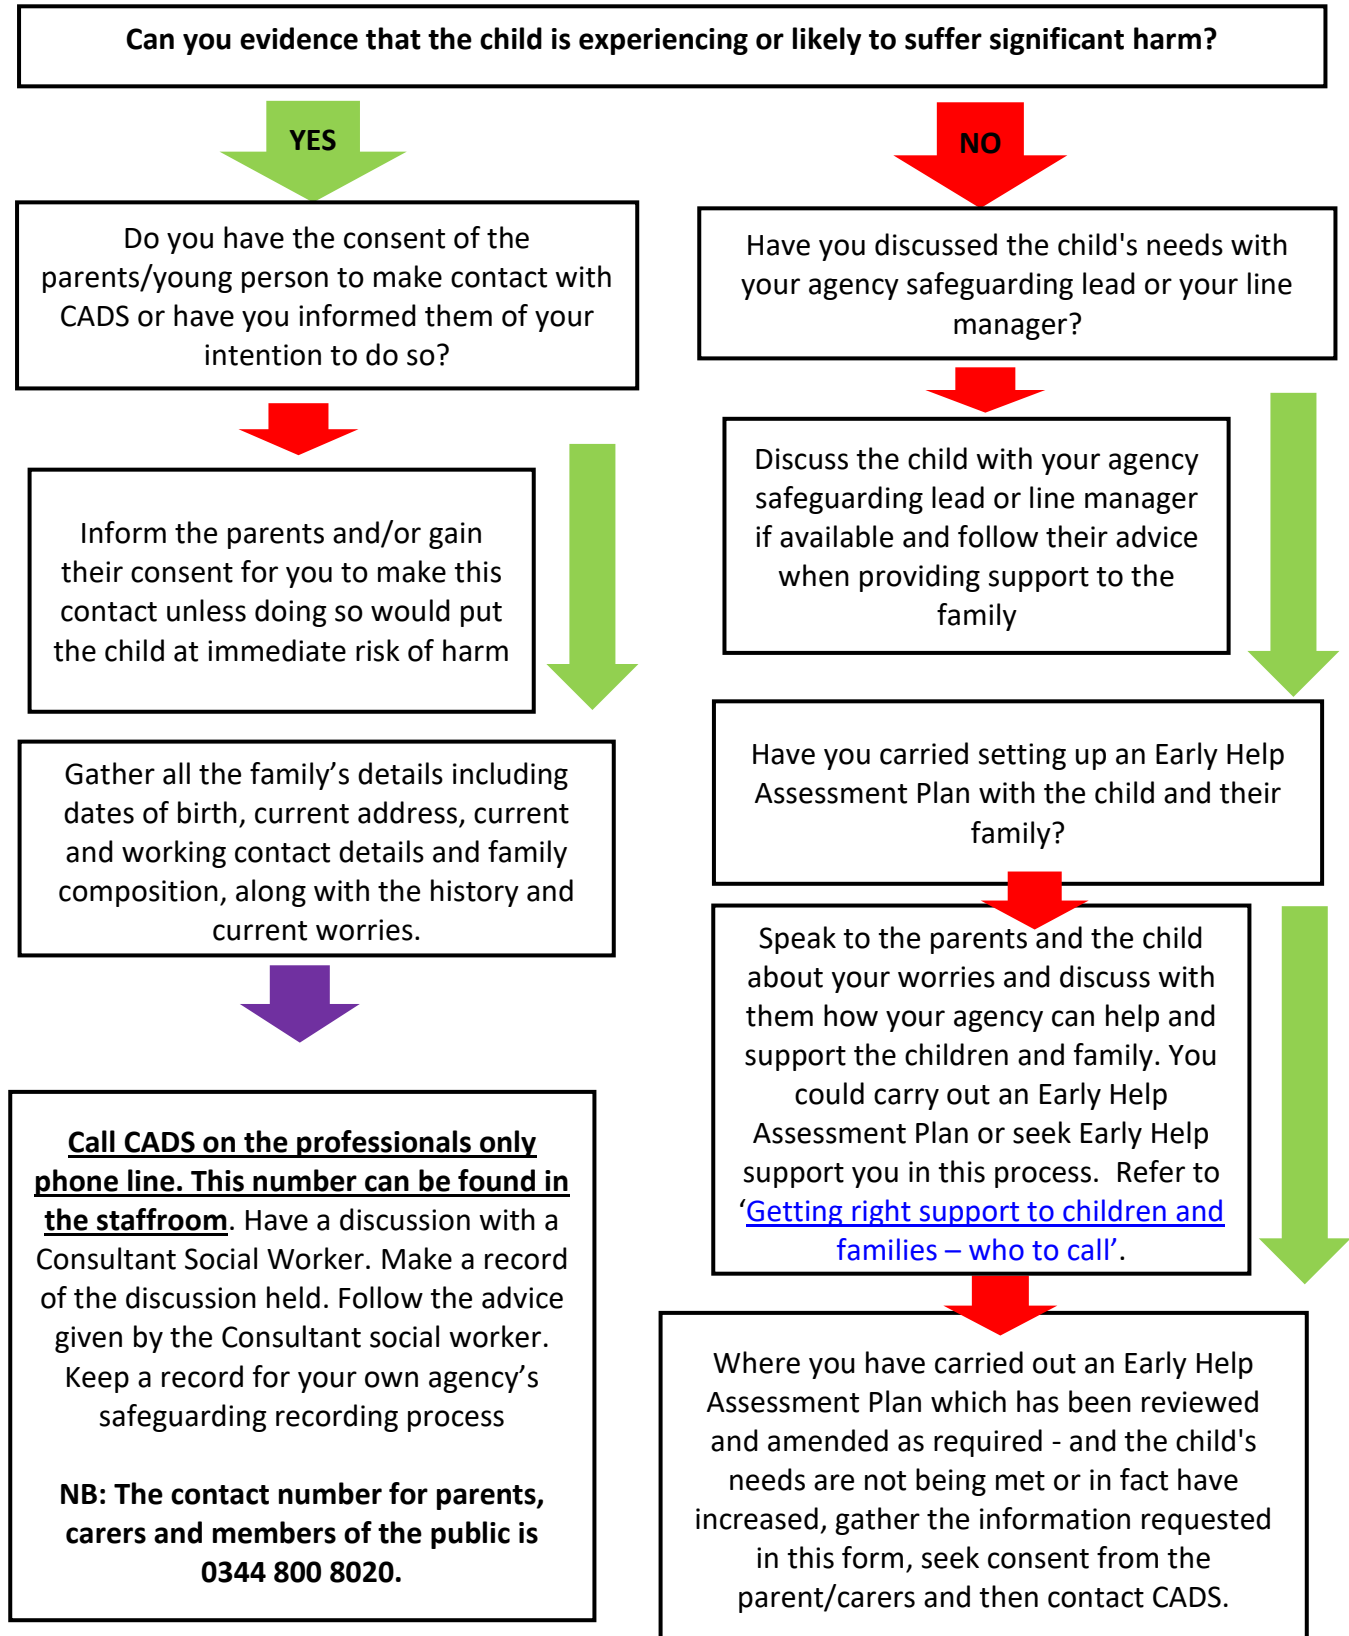 Can you evidence that the child is experiencing or likely to suffer significant harm?
YES
NO
Do you have the consent of the
parents/young person to make contact with
CADS or have you informed them of your
intention to do so?
Inform the parents and/or gain
their consent for you to make this
contact unless doing so would put
the child at immediate risk of harm
Gather all the family’s details including
dates of birth, current address, current
and working contact details and family
composition, along with the history and
current worries.
Call CADS on the professionals only
phone line. This number can be found in
the staffroom. Have a discussion with a
Consultant Social Worker. Make a record
of the discussion held. Follow the advice
given by the Consultant social worker.
Keep a record for your own agency’s
safeguarding recording process
NB: The contact number for parents,
carers and members of the public is
0344 800 8020.
Have you discussed the child's needs with
your agency safeguarding lead or your line
manager?
Discuss the child with your agency
safeguarding lead or line manager
if available and follow their advice
when providing support to the
family
Have you carried setting up an Early Help
Assessment Plan with the child and their
family?
Speak to the parents and the child
about your worries and discuss with
them how your agency can help and
support the children and family. You
could carry out an Early Help
Assessment Plan or seek Early Help
support you in this process.  Refer to
‘Getting right support to children and
families – who to call’.
Where you have carried out an Early Help
Assessment Plan which has been reviewed
and amended as required - and the child's
needs are not being met or in fact have
increased, gather the information requested
in this form, seek consent from the
parent/carers and then contact CADS.